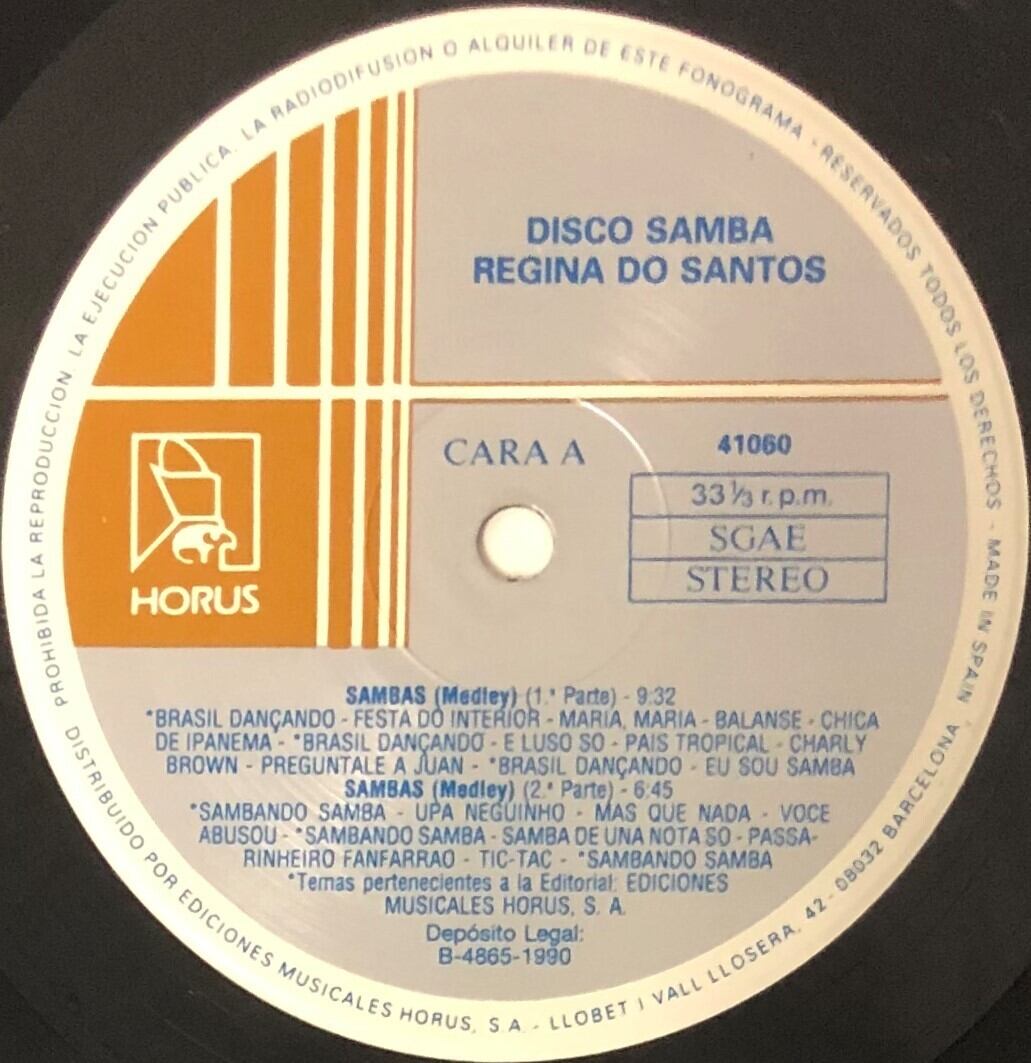 PROHIBIDA LA REPRODUCCION, LA EJECUCION PUBLICA, LA RADIODIFUSION O ALQUILER DE ESTE FONOGRAMA - RESERVADOS TODOS LOS DERECHOS - MADE IN SPAIN
DISCO SAMBA
REGINA DO SANTOS
CARA A
41060
33 1/3 r.p.m.
SGAE
STEREO
HORUS
SAMBAS (Medley) (1.ª Parte) - 9:32
*BRASIL DANÇANDO - FESTA DO INTERIOR - MARIA, MARIA - BALANSE - CHICA
DE IPANEMA - *BRASIL DANÇANDO - E LUSO SO - PAIS TROPICAL - CHARLY
BROWN - PREGUNTALE A JUAN - *BRASIL DANÇANDO - EU SOU SAMBA
SAMBAS (Medley) (2.ª Parte) - 6:45
*SAMBANDO SAMBA - UPA NEGUINHO - MAS QUE NADA - VOCE
ABUSOU - *SAMBANDO SAMBA - SAMBA DE UNA NOTA SO - PASSA-
RINHEIRO FANFARRAO - TIC-TAC - *SAMBANDO SAMBA
*Temas pertenecientes a la Editorial: EDICIONES
MUSICALES HORUS, S. A.
Depósito Legal:
B-4865-1990
DISTRIBUIDO POR EDICIONES MUSICALES HORUS, S.A. - LLOBET I VALL LLOSERA, 42 - 08032 BARCELONA